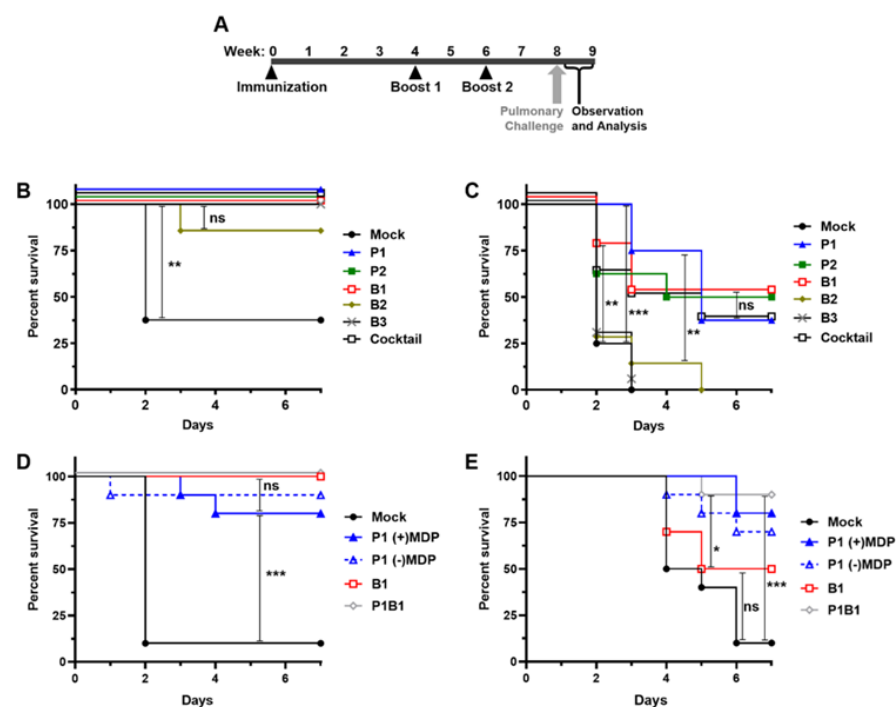 A
Week: 0 1 2 3 4 5 6 7 8 9
Immunization Boost 1 Boost 2
Pulmonary Challenge
Observation and Analysis
B
Percent survival
100
75
50
25
0
0 2 4 6
Days
**
ns
Mock
P1
P2
B1
B2
B3
Cocktail
C
Percent survival
100
75
50
25
0
0 2 4 6
Days
**
***
**
ns
Mock
P1
P2
B1
B2
B3
Cocktail
D
Percent survival
100
75
50
25
0
0 2 4 6
Days
ns
***
Mock
P1 (+)MDP
P1 (-)MDP
B1
P1B1
E
Percent survival
100
75
50
25
0
0 2 4 6
Days
*
ns
***
Mock
P1 (+)MDP
P1 (-)MDP
B1
P1B1